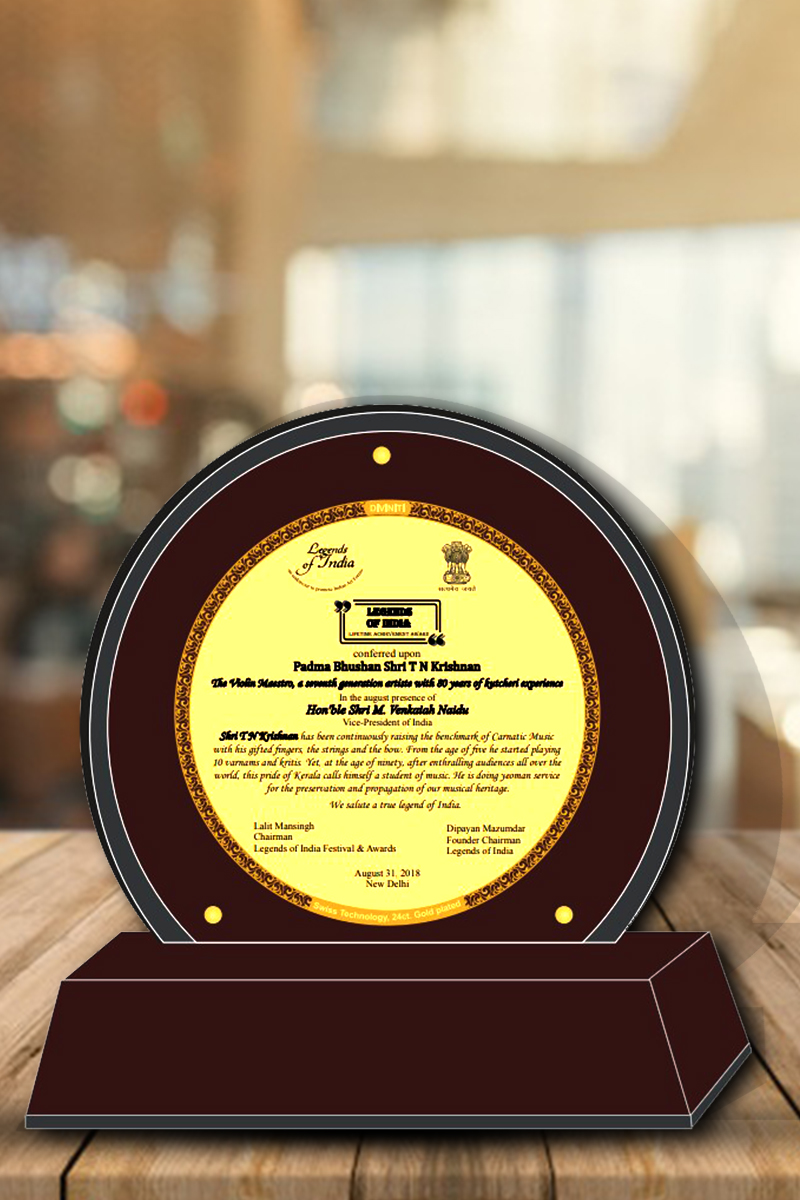 DIVINITI
Legends
of India
सत्यमेव जयते
LEGENDS
OF INDIA
LIFETIME ACHIEVEMENT AWARD
conferred upon
Padma Bhushan Shri T N Krishnan
The Violin Maestro, a seventh generation artiste with 80 years of kutcheri experience
In the august presence of
Hon'ble Shri M. Venkaiah Naidu
Vice-President of India
Shri T N Krishnan has been continuously raising the benchmark of Carnatic Music
with his gifted fingers, the strings and the bow. From the age of five he started playing
10 varnams and kritis. Yet, at the age of ninety, after enthralling audiences all over the
world, this pride of Kerala calls himself a student of music. He is doing yeoman service
for the preservation and propagation of our musical heritage.
We salute a true legend of India.
Lalit Mansingh
Chairman
Legends of India Festival & Awards
Dipayan Mazumdar
Founder Chairman
Legends of India
August 31, 2018
New Delhi
Swiss Technology, 24ct. Gold plated